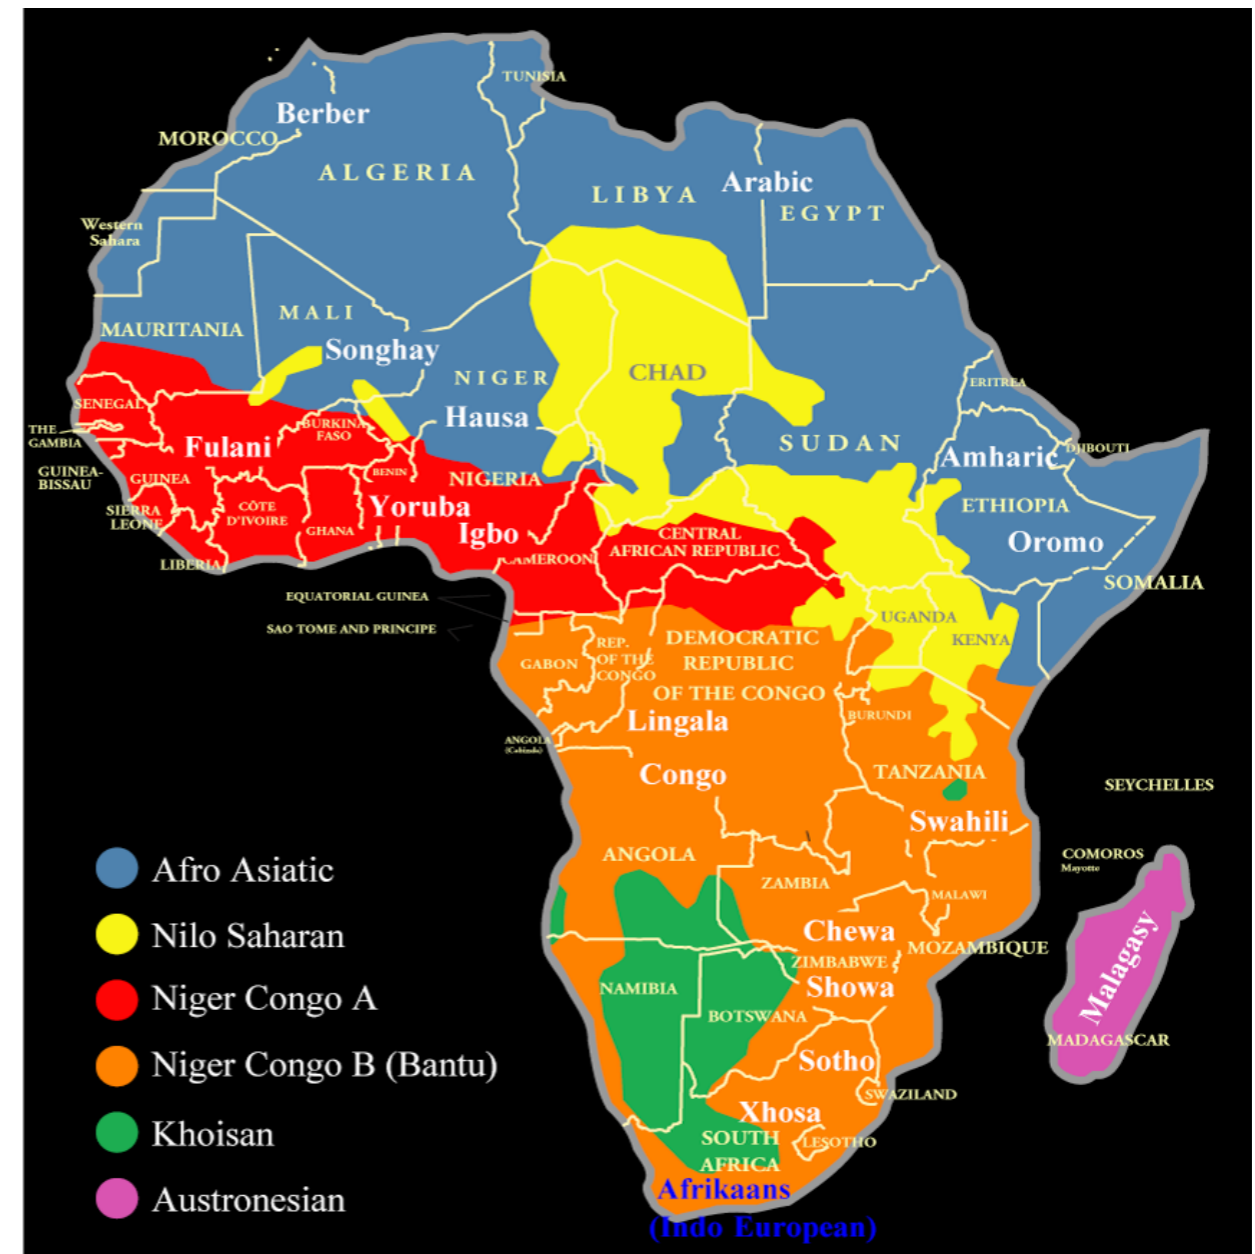 TUNISIA
Berber
MOROCCO
ALGERIA
LIBYA
Arabic
EGYPT
Western
Sahara
MALI
MAURITANIA
Songhay
NIGER
CHAD
ERITREA
SENEGAL
Hausa
THE
GAMBIA
BURKINA
FASO
SUDAN
Fulani
Amharic
DJIBOUTI
GUINEA-
BISSAU
GUINEA
BENIN
NIGERIA
ETHIOPIA
SIERRA
LEONE
CÔTE
D'IVOIRE
Yoruba
GHANA
Igbo
CENTRAL
AFRICAN REPUBLIC
Oromo
LIBERIA
CAMEROON
SOMALIA
EQUATORIAL GUINEA
SAO TOME AND PRINCIPE
UGANDA
KENYA
GABON
REP.
OF THE
CONGO
DEMOCRATIC
REPUBLIC
OF THE CONGO
BURUNDI
Lingala
ANGOLA
(Cabinda)
Congo
TANZANIA
SEYCHELLES
Swahili
ANGOLA
COMOROS
Mayotte
ZAMBIA
MALAWI
Chewa
MOZAMBIQUE
ZIMBABWE
Showa
NAMIBIA
BOTSWANA
Malagasy
MADAGASCAR
Sotho
SWAZILAND
Xhosa
LESOTHO
SOUTH
AFRICA
Afrikaans
(Indo European)
Afro Asiatic
Nilo Saharan
Niger Congo A
Niger Congo B (Bantu)
Khoisan
Austronesian